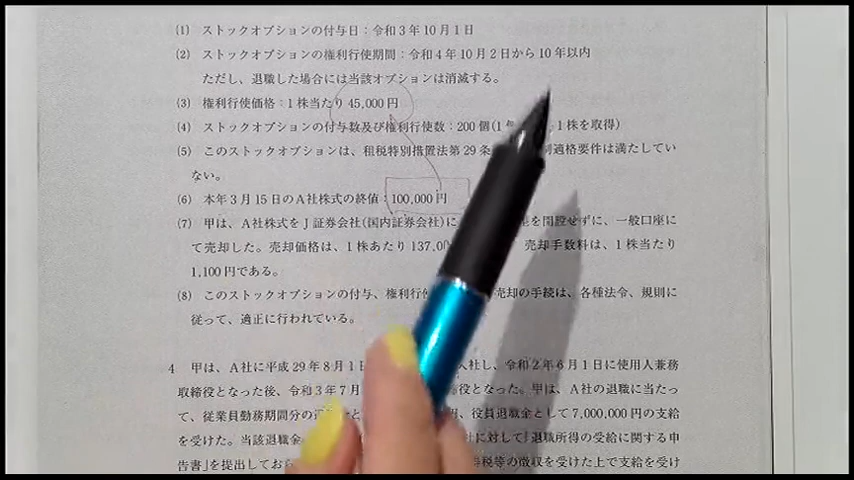 (1) ストックオプションの付与日：令和3年10月1日
(2) ストックオプションの権利行使期間：令和4年10月2日から10年以内
ただし、退職した場合には当該オプションは消滅する。
(3) 権利行使価格：1株当たり45,000円
(4) ストックオプションの付与数及び権利行使数：200個(1 1株を取得)
(5) このストックオプションは、租税特別措置法第29条 制適格要件は満たしてい
ない。
(6) 本年3月15日のA社株式の終値：100,000円
(7) 甲は、A社株式をJ証券会社(国内証券会社)に を開設せずに、一般口座に
て売却した。売却価格は、1株あたり137,0 売却手数料は、1株当たり
1,100円である。
(8) このストックオプションの付与、権利行 売却の手続は、各種法令、規則に
従って、適正に行われている。
4 甲は、A社に平成29年8月1日 入社し、令和2年6月1日に使用人兼務
取締役となった後、令和3年7月 役となった。甲は、A社の退職に当たっ
て、従業員勤務期間分の 円、役員退職金として7,000,000円の支給
を受けた。当該退職金 社に対して「退職所得の受給に関する申
告書」を提出してお 等の徴収を受けた上で支給を受け